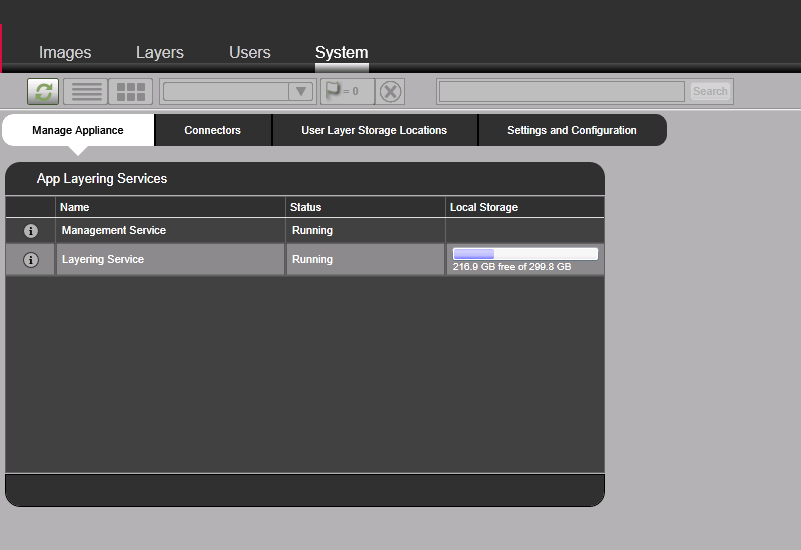 Images Layers Users System
= 0 Search
Manage Appliance Connectors User Layer Storage Locations Settings and Configuration
App Layering Services
Name Status Local Storage
i Management Service Running
i Layering Service Running
216.9 GB free of 299.8 GB